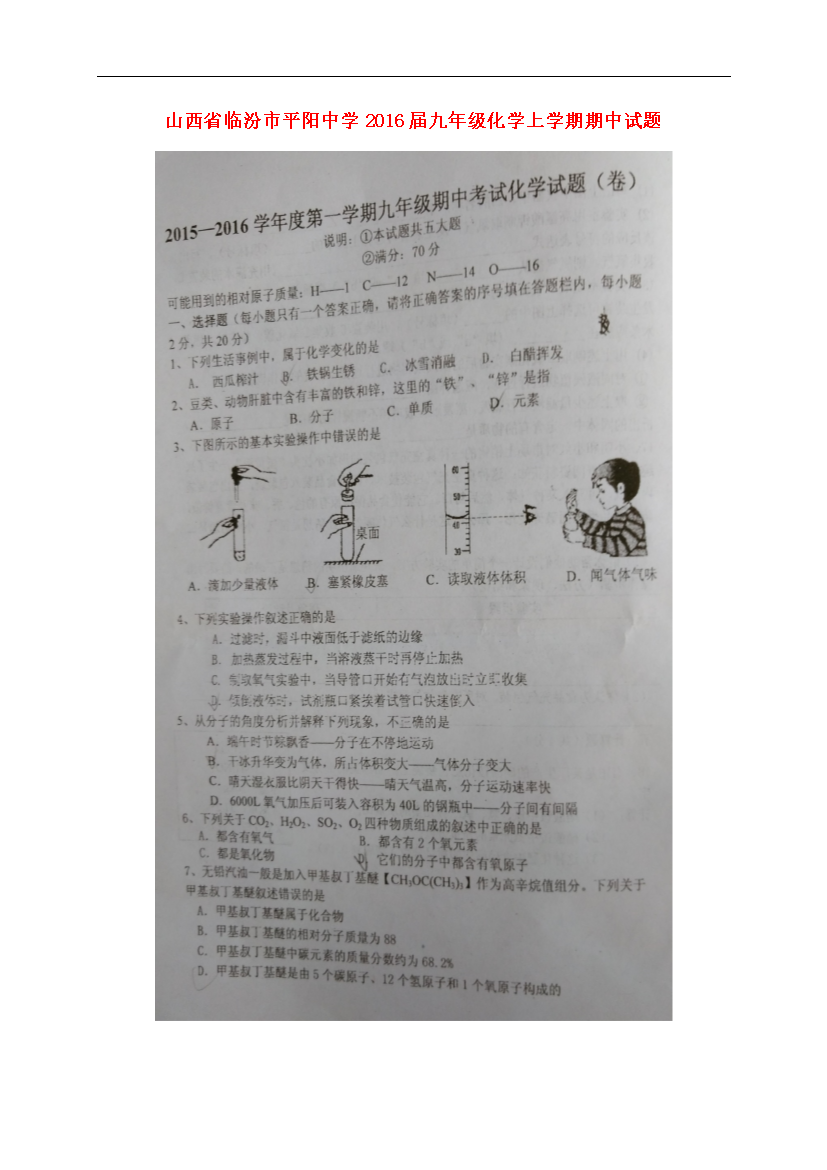 山西省临汾市平阳中学2016届九年级化学上学期期中试题
2015—2016学年度第一学期九年级期中考试化学试题（卷）
说明：①本试题共五大题
②满分：70分
可能用到的相对原子质量：H——1 C——12 N——14 O——16
一、选择题（每小题只有一个答案正确，请将正确答案的序号填在答题栏内，每小题
2分，共20分）
1、下列生活事例中，属于化学变化的是
A. 西瓜榨汁 B. 铁锅生锈 C. 冰雪消融 D. 白醋挥发
2、豆类、动物肝脏中含有丰富的铁和锌，这里的“铁”、“锌”是指
A. 原子 B. 分子 C. 单质 D. 元素
3、下图所示的基本实验操作中错误的是
60
50
40
30
桌面
A. 滴加少量液体 B. 塞紧橡皮塞 C. 读取液体体积 D. 闻气体气味
4、下列实验操作叙述正确的是
A. 过滤时，漏斗中液面低于滤纸的边缘
B. 加热蒸发过程中，当溶液蒸干时再停止加热
C. 制取氧气实验中，当导管口开始有气泡放出时立即收集
D. 倾倒液体时，试剂瓶口紧挨着试管口快速倒入
5、从分子的角度分析并解释下列现象，不正确的是
A. 端午时节粽飘香——分子在不停地运动
B. 干冰升华变为气体，所占体积变大——气体分子变大
C. 晴天湿衣服比阴天干得快——晴天气温高，分子运动速率快
D. 6000L氧气加压后可装入容积为40L的钢瓶中——分子间有间隔
6、下列关于CO₂、H₂O₂、SO₂、O₂四种物质组成的叙述中正确的是
A. 都含有氧气 B. 都含有2个氧元素
C. 都是氧化物 D. 它们的分子中都含有氧原子
7、无铅汽油一般是加入甲基叔丁基醚【CH₃OC(CH₃)₃】作为高辛烷值组分。下列关于
甲基叔丁基醚叙述错误的是
A. 甲基叔丁基醚属于化合物
B. 甲基叔丁基醚的相对分子质量为88
C. 甲基叔丁基醚中碳元素的质量分数约为68.2%
D. 甲基叔丁基醚是由5个碳原子、12个氢原子和1个氧原子构成的